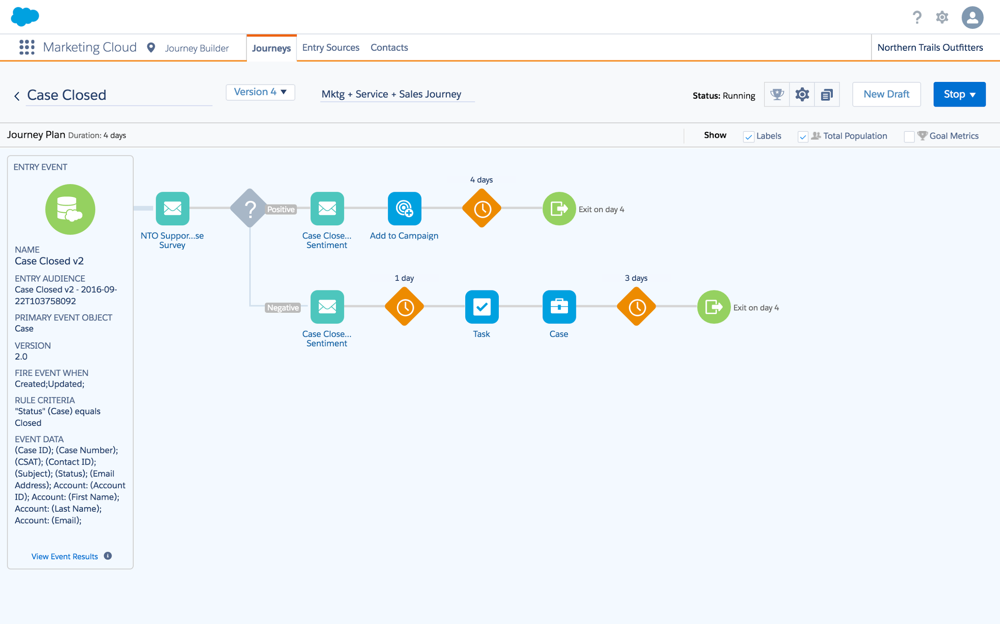 Marketing Cloud Journey Builder Journeys Entry Sources Contacts Northern Trails Outfitters
Case Closed Version 4 Mktg + Service + Sales Journey Status: Running New Draft Stop
Journey Plan Duration: 4 days Show Labels Total Population Goal Metrics
ENTRY EVENT
NAME
Case Closed v2
ENTRY AUDIENCE
Case Closed v2 - 2016-09-
22T103758092
PRIMARY EVENT OBJECT
Case
VERSION
2.0
FIRE EVENT WHEN
Created;Updated;
RULE CRITERIA
"Status" (Case) equals
Closed
EVENT DATA
(Case ID); (Case Number);
(CSAT); (Contact ID);
(Subject); (Status); (Email
Address); Account: (Account
ID); Account: (First Name);
Account: (Last Name);
Account: (Email);
View Event Results
NTO Suppor...se
Survey
Positive
Case Close...
Sentiment
Add to Campaign
4 days
Exit on day 4
Negative
Case Close...
Sentiment
1 day
Task
Case
3 days
Exit on day 4